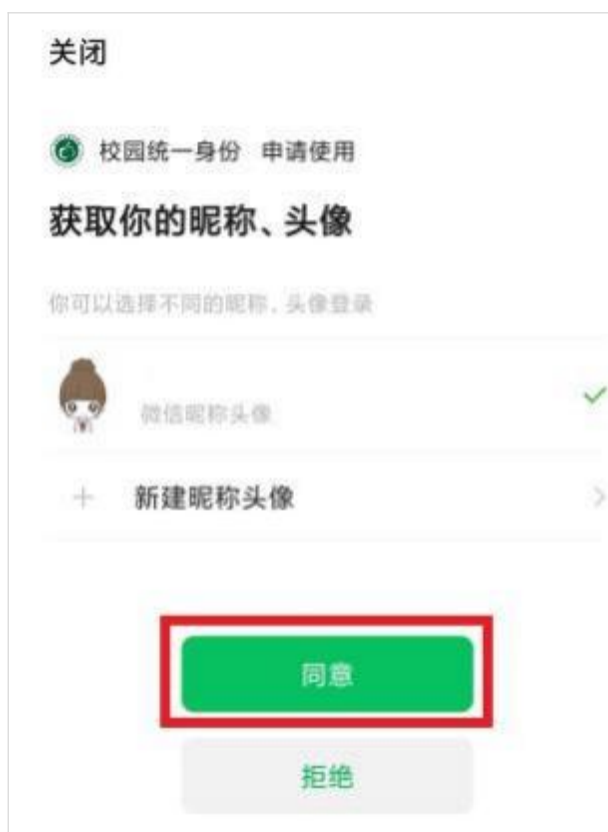 关闭
校园统一身份 申请使用
获取你的昵称、头像
你可以选择不同的昵称、头像登录
微信昵称头像
新建昵称头像
同意
拒绝